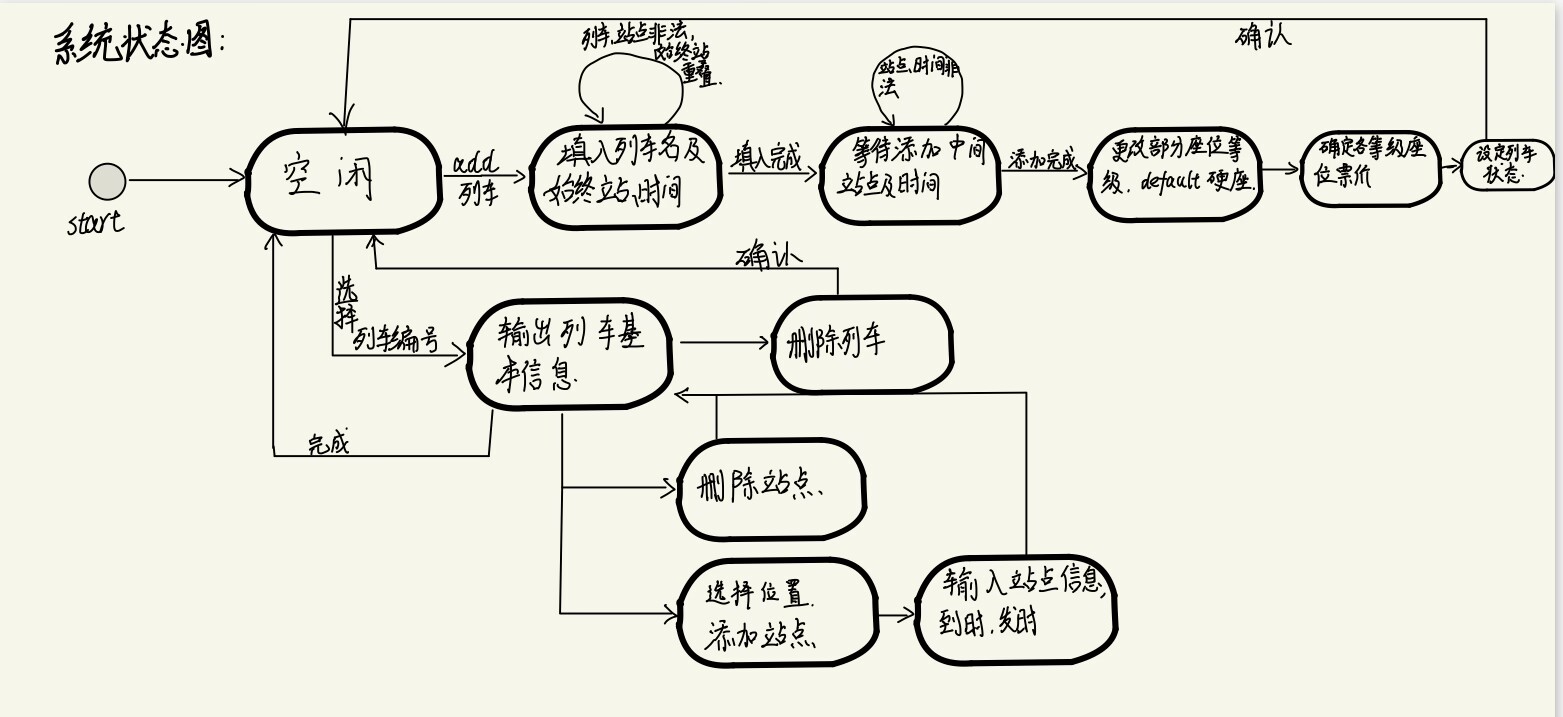 系统状态图:
确认
列车,站点非法,
始终站
重叠.
站点、时间非
法
start
空闲
add
列车
填入列车名及
始终站,时间
填入完成
等待添加中间
站点及时间
添加完成
更改部分座位等
级. default 硬座.
确定各等级座
位票价
设定列车
状态.
确认
选
择
列车编号
输出列车基
本信息.
删除列车
完成
删除站点、
选择位置.
添加站点、
输入站点信息,
到时.发时